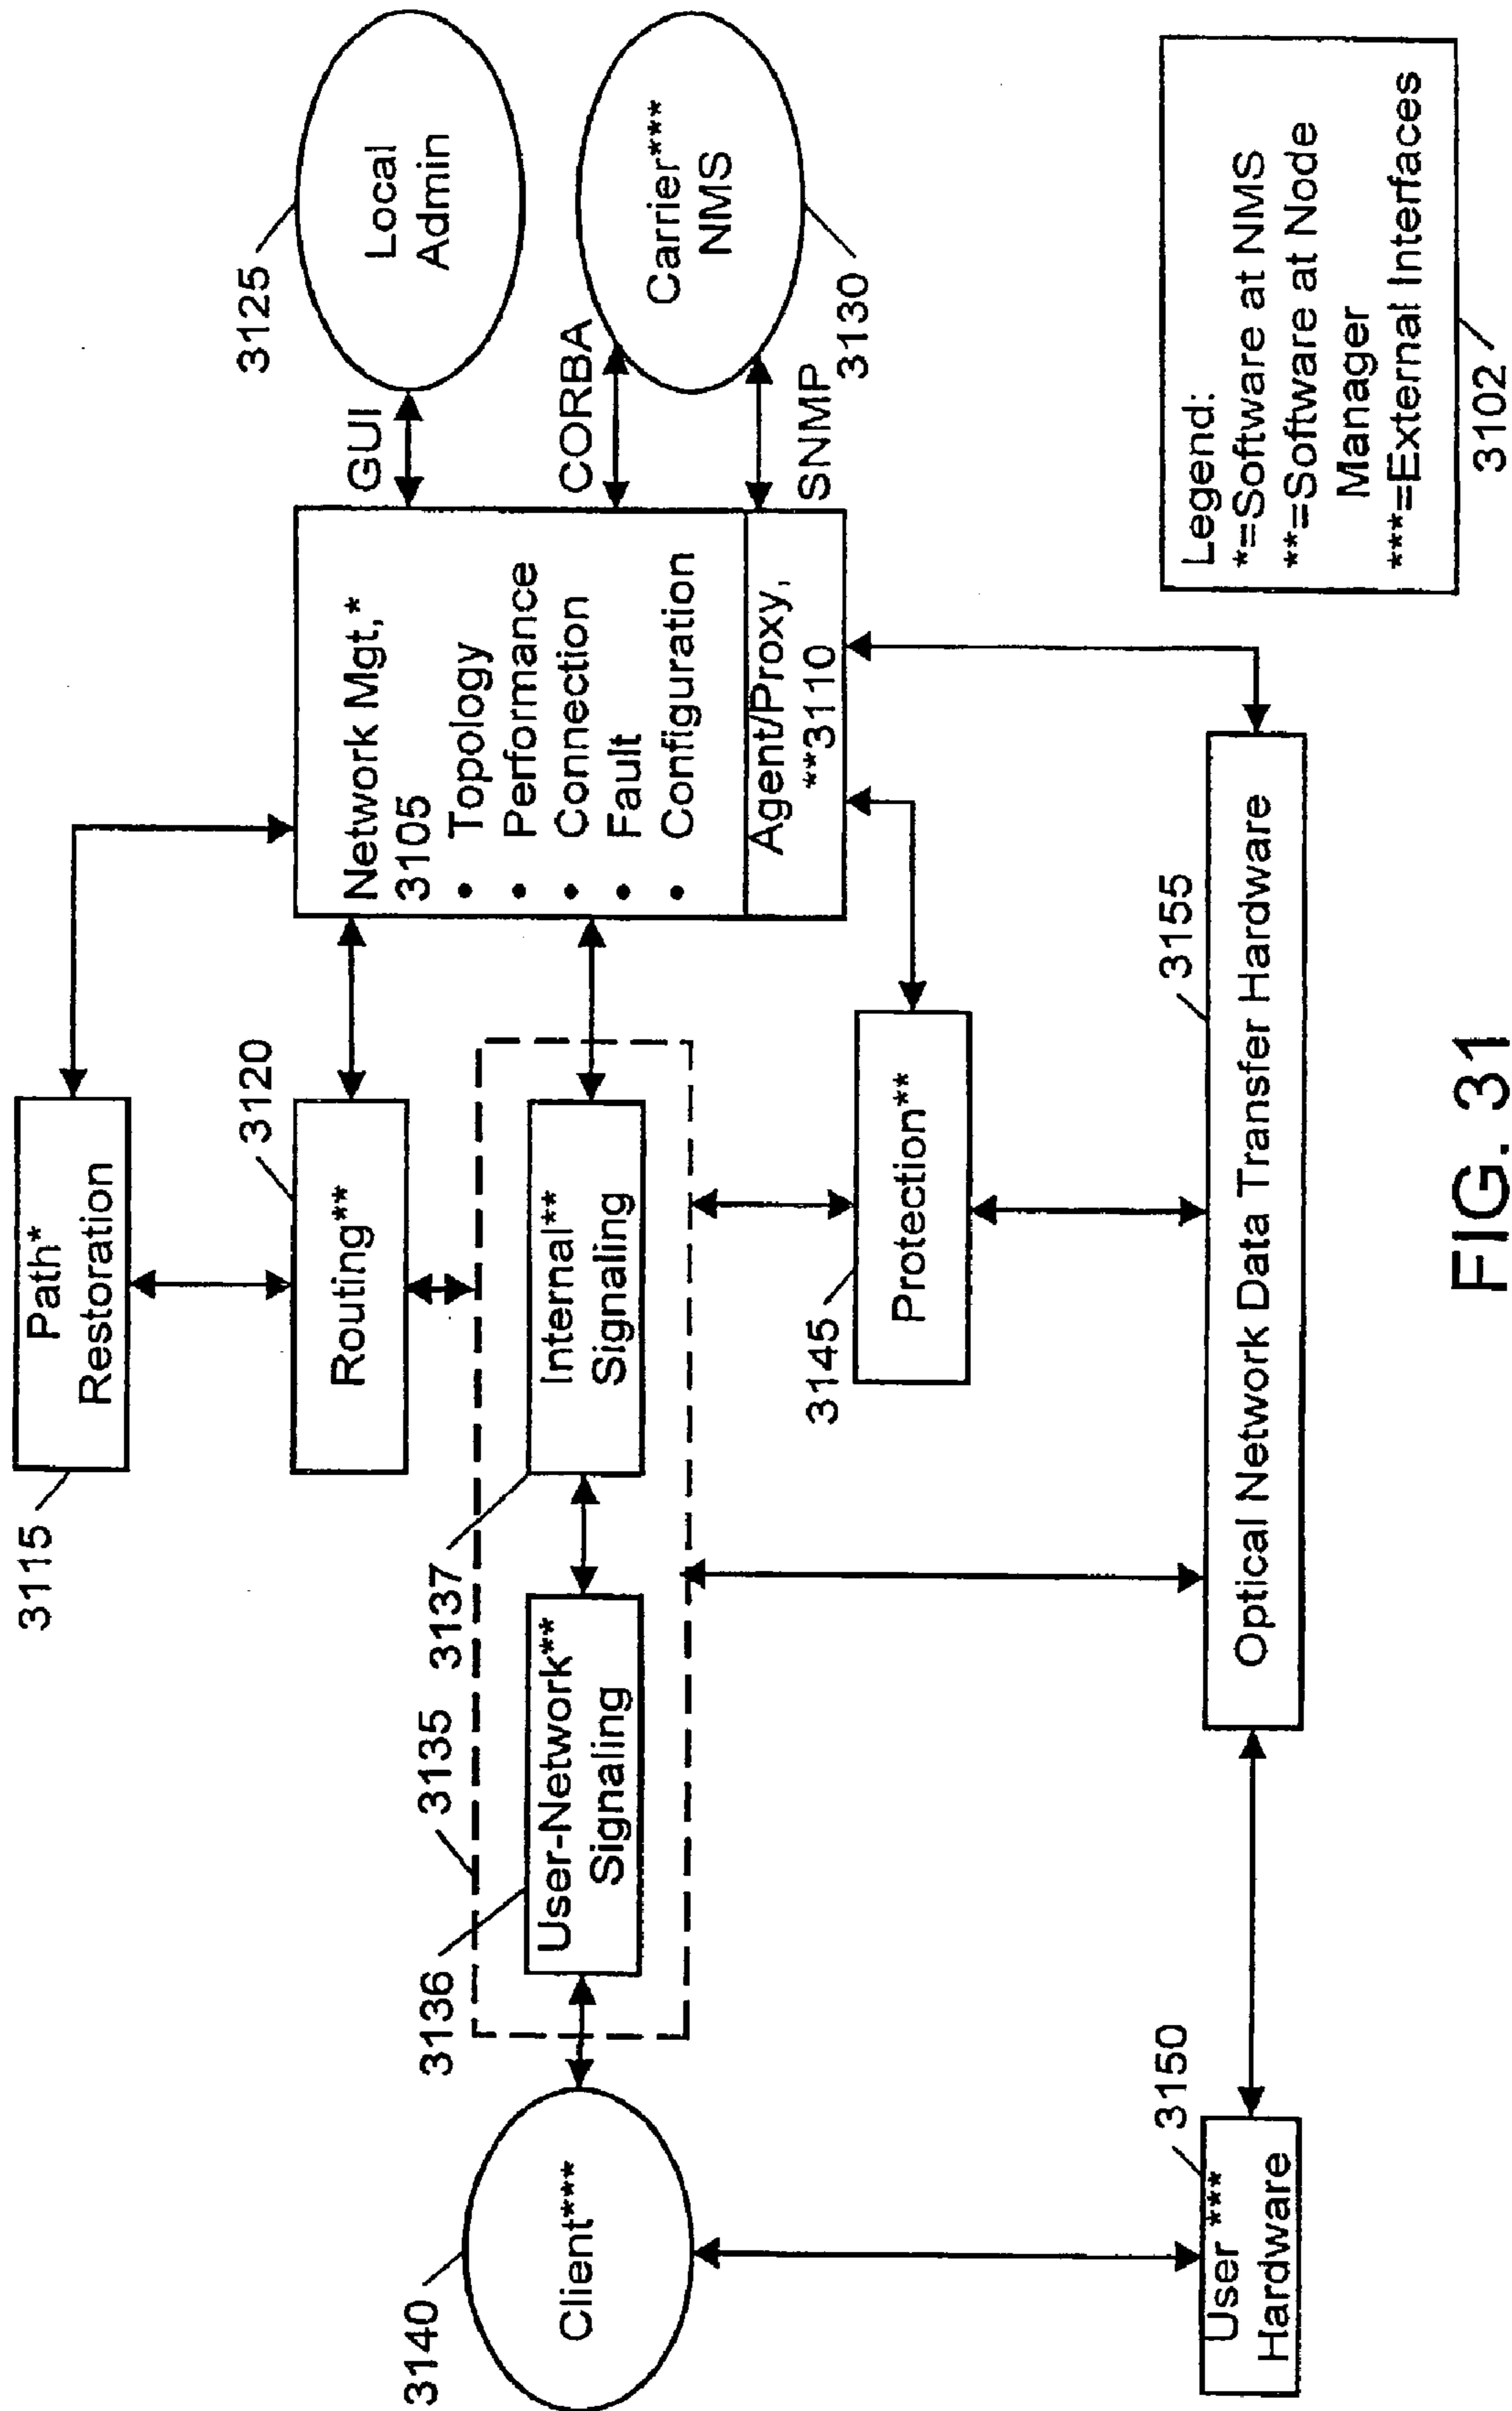 3115
Path*
Restoration
3120
Routing**
3125
Local
Admin
GUI
Network Mgt,*
3105
• Topology
• Performance
• Connection
• Fault
• Configuration
Agent/Proxy,
**3110
CORBA
Carrier***
NMS
SNMP
3130
3140
Client***
3136
3135
3137
User-Network**
Signaling
Internal**
Signaling
3145
Protection**
3150
User ***
Hardware
3155
Optical Network Data Transfer Hardware
Legend:
*=Software at NMS
**=Software at Node
Manager
***=External Interfaces
3102
FIG. 31